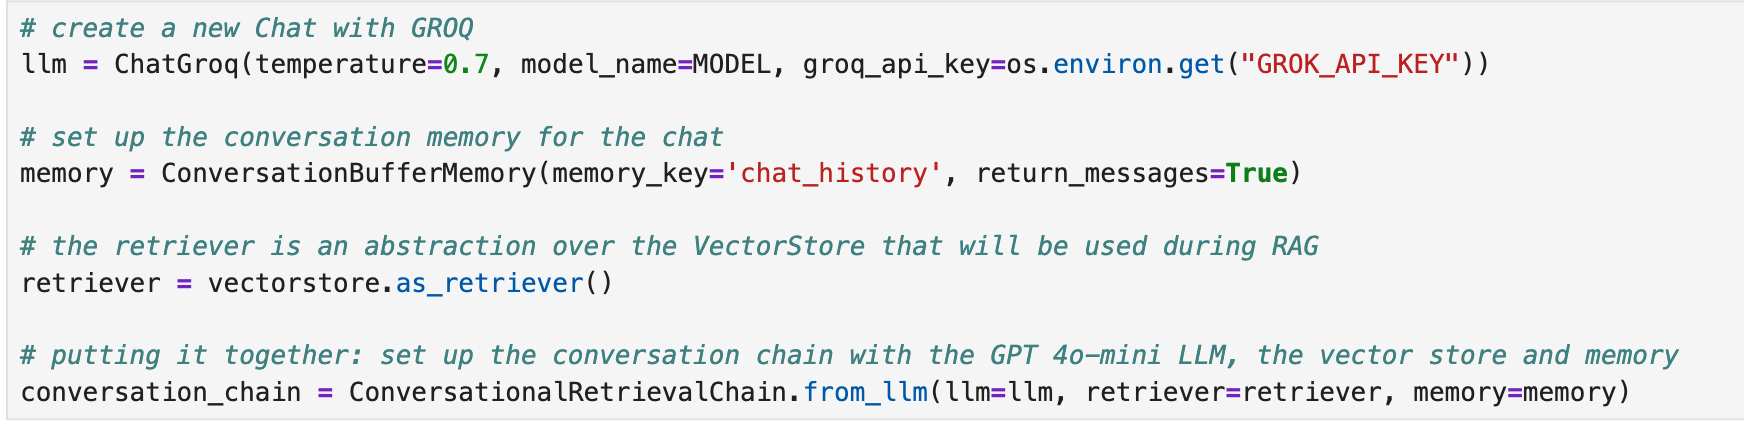 # create a new Chat with GROQ
llm = ChatGroq(temperature=0.7, model_name=MODEL, groq_api_key=os.environ.get("GROK_API_KEY"))
# set up the conversation memory for the chat
memory = ConversationBufferMemory(memory_key='chat_history', return_messages=True)
# the retriever is an abstraction over the VectorStore that will be used during RAG
retriever = vectorstore.as_retriever()
# putting it together: set up the conversation chain with the GPT 4o-mini LLM, the vector store and memory
conversation_chain = ConversationalRetrievalChain.from_llm(llm=llm, retriever=retriever, memory=memory)